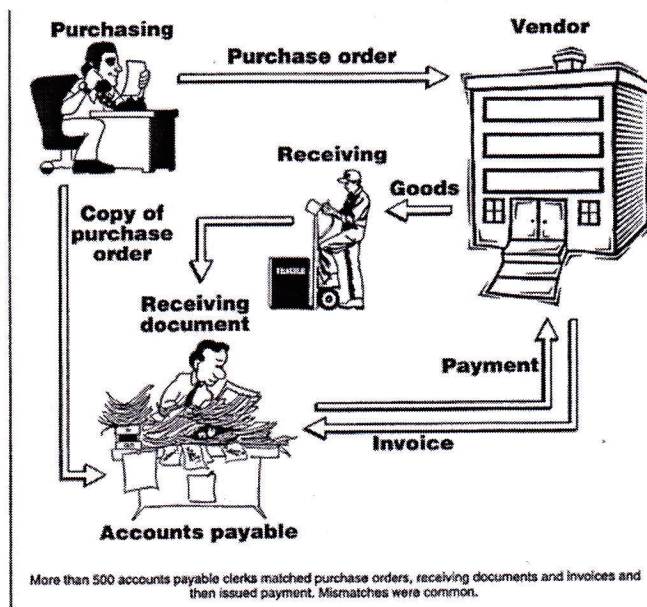 Purchasing
Vendor
Purchase order
Receiving
Goods
Copy of
purchase
order
FRAGILE
Receiving
document
Payment
Invoice
Accounts payable
More than 500 accounts payable clerks matched purchase orders, receiving documents and invoices and
then issued payment. Mismatches were common.